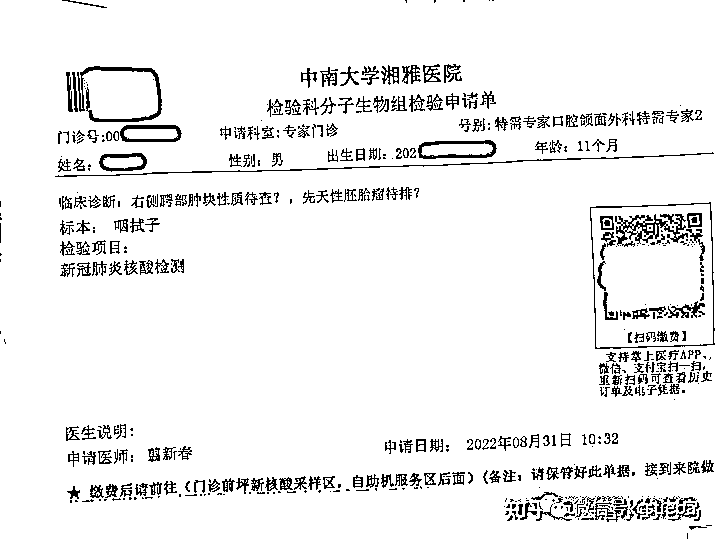 中南大学湘雅医院
检验科分子生物组检验申请单
门诊号:00
申请科室:专家门诊
号别:特需专家口腔颌面外科特需专家2
姓名:
性别: 男
出生日期: 202
年龄: 11个月
临床诊断: 右侧腭部肿块性质待查?,先天性胚胎瘤待排?
标本: 咽拭子
检验项目:
新冠肺炎核酸检测
【扫码缴费】
支持掌上医疗APP、
微信、支付宝扫一扫,
重新扫码可查看历史
订单及电子凭据。
医生说明:
申请医师: 翦新春
申请日期: 2022年08月31日 10:32
★ 缴费后请前往(门诊前坪新核酸采样区,自助机服务区后面)(备注: 请保管好此单据,接到来院做
知乎